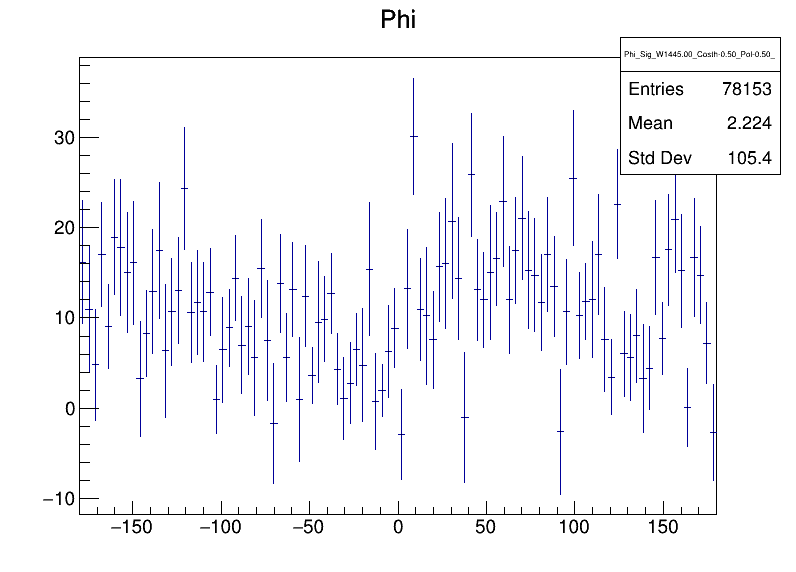 Phi
Phi_Sig_W1445.00_Costh-0.50_Pol-0.50_
Entries 78153
Mean 2.224
Std Dev 105.4
30
20
10
0
−10
−150 −100 −50 0 50 100 150